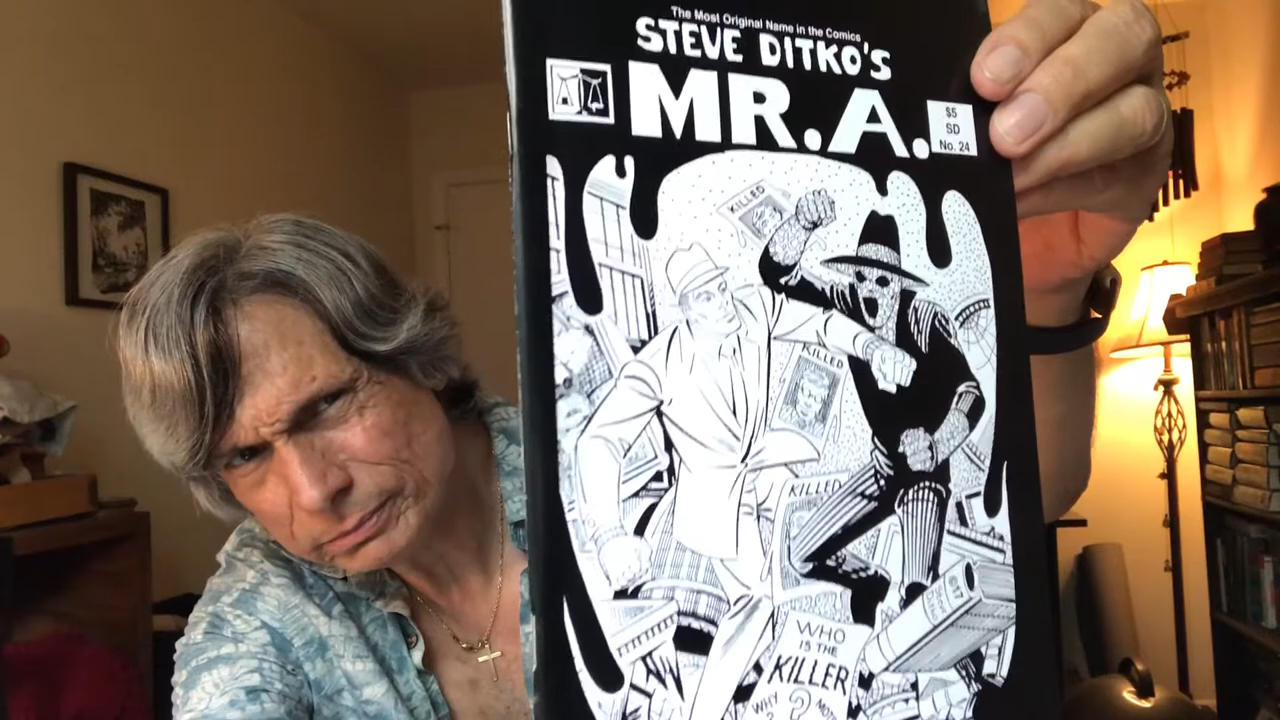 The Most Original Name in the Comics
STEVE DITKO'S
MR. A.
$5
SD
No. 24
KILLED
KILLED
KILLED
WHO
IS THE
KILLER
WHY ?
?